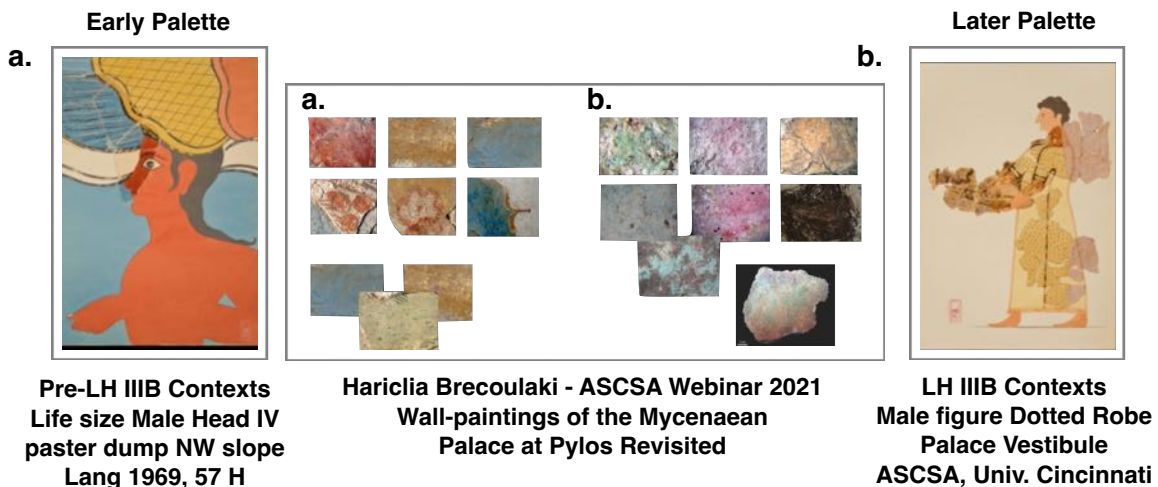 Early Palette
Later Palette
a.
b.
a.
b.
Pre-LH IIIB Contexts
Life size Male Head IV
paster dump NW slope
Lang 1969, 57 H
Hariclia Brecoulaki - ASCSA Webinar 2021
Wall-paintings of the Mycenaean
Palace at Pylos Revisited
LH IIIB Contexts
Male figure Dotted Robe
Palace Vestibule
ASCSA, Univ. Cincinnati